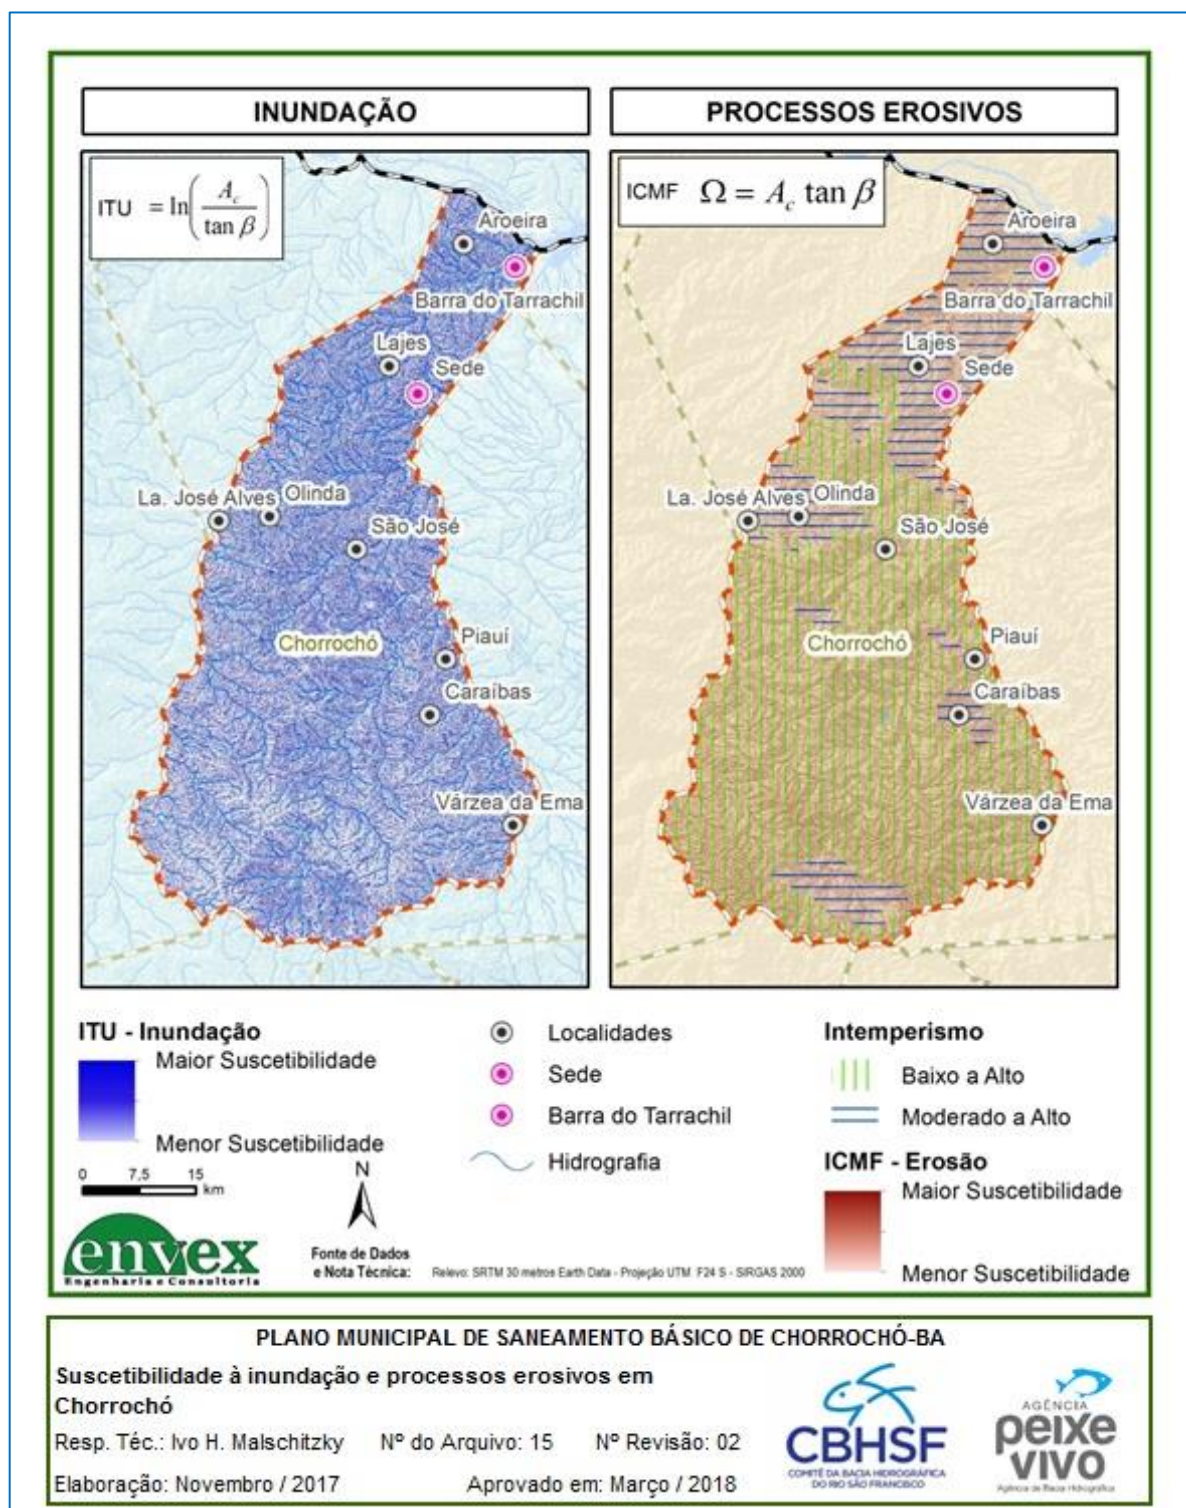 INUNDAÇÃO
ITU = ln(A_c / tan β)
Aroeira
Barra do Tarrachil
Lajes
Sede
La. José Alves
Olinda
São José
Chorrochó
Piauí
Caraíbas
Várzea da Ema
PROCESSOS EROSIVOS
ICMF Ω = A_c tan β
Aroeira
Barra do Tarrachil
Lajes
Sede
La. José Alves
Olinda
São José
Chorrochó
Piauí
Caraíbas
Várzea da Ema
ITU - Inundação
Maior Suscetibilidade
Menor Suscetibilidade
0 7,5 15
km
N
Localidades
Sede
Barra do Tarrachil
Hidrografia
Intemperismo
Baixo a Alto
Moderado a Alto
ICMF - Erosão
Maior Suscetibilidade
Menor Suscetibilidade
envex
Engenharia e Consultoria
Fonte de Dados
e Nota Técnica:
Relevo: SRTM 30 metros Earth Data - Projeção UTM F24 S - SIRGAS 2000
PLANO MUNICIPAL DE SANEAMENTO BÁSICO DE CHORROCHÓ-BA
Suscetibilidade à inundação e processos erosivos em
Chorrochó
Resp. Téc.: Ivo H. Malschitzky Nº do Arquivo: 15 Nº Revisão: 02
Elaboração: Novembro / 2017 Aprovado em: Março / 2018
CBHSF
COMITÊ DA BACIA HIDROGRÁFICA
DO RIO SÃO FRANCISCO
AGÊNCIA
peixe
vivo
Agência de Bacia Hidrográfica